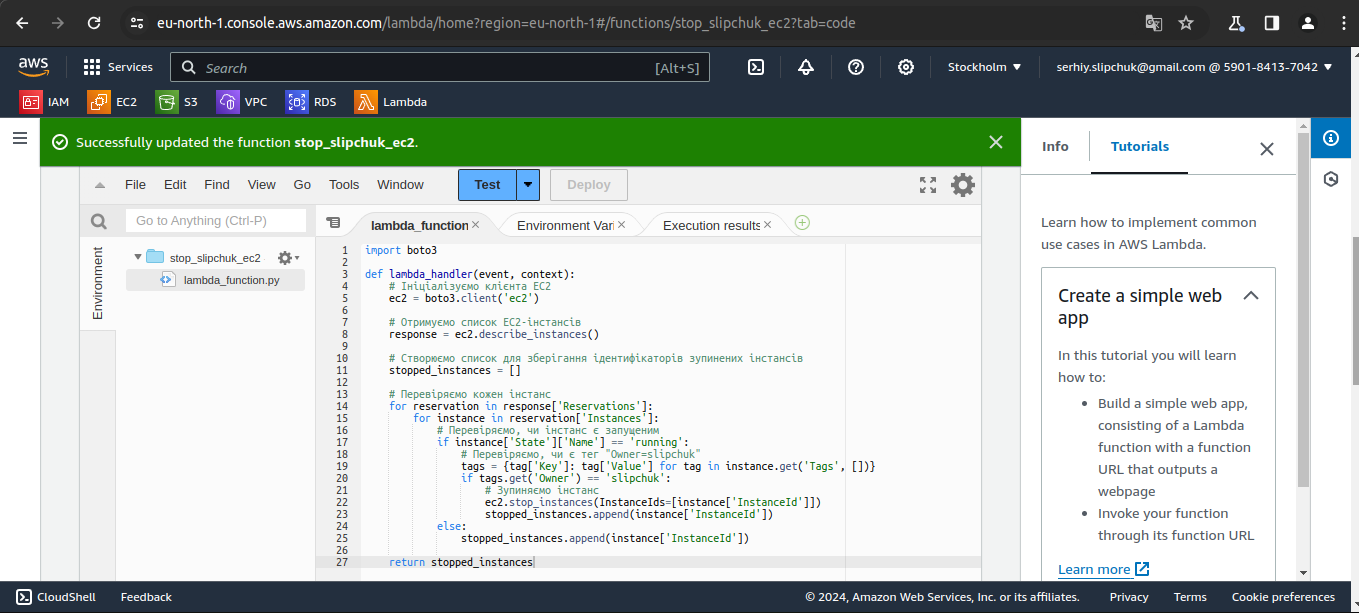 eu-north-1.console.aws.amazon.com/lambda/home?region=eu-north-1#/functions/stop_slipchuk_ec2?tab=code
aws
Services
Search
[Alt+S]
Stockholm
serhiy.slipchuk@gmail.com @ 5901-8413-7042
IAM
EC2
S3
VPC
RDS
Lambda
Successfully updated the function stop_slipchuk_ec2.
File
Edit
Find
View
Go
Tools
Window
Test
Deploy
Go to Anything (Ctrl-P)
lambda_function
Environment Vari
Execution results
Environment
stop_slipchuk_ec2
lambda_function.py
1 import boto3
2
3 def lambda_handler(event, context):
4 # Ініціалізуємо клієнта EC2
5 ec2 = boto3.client('ec2')
6
7 # Отримуємо список EC2-інстансів
8 response = ec2.describe_instances()
9
10 # Створюємо список для зберігання ідентифікаторів зупинених інстансів
11 stopped_instances = []
12
13 # Перевіряємо кожен інстанс
14 for reservation in response['Reservations']:
15 for instance in reservation['Instances']:
16 # Перевіряємо, чи інстанс є запущеним
17 if instance['State']['Name'] == 'running':
18 # Перевіряємо, чи є тег "Owner=slipchuk"
19 tags = {tag['Key']: tag['Value'] for tag in instance.get('Tags', [])}
20 if tags.get('Owner') == 'slipchuk':
21 # Зупиняємо інстанс
22 ec2.stop_instances(InstanceIds=[instance['InstanceId']])
23 stopped_instances.append(instance['InstanceId'])
24 else:
25 stopped_instances.append(instance['InstanceId'])
26
27 return stopped_instances
Info
Tutorials
Learn how to implement common
use cases in AWS Lambda.
Create a simple web
app
In this tutorial you will learn
how to:
• Build a simple web app,
consisting of a Lambda
function with a function
URL that outputs a
webpage
• Invoke your function
through its function URL
Learn more
CloudShell
Feedback
© 2024, Amazon Web Services, Inc. or its affiliates.
Privacy
Terms
Cookie preferences